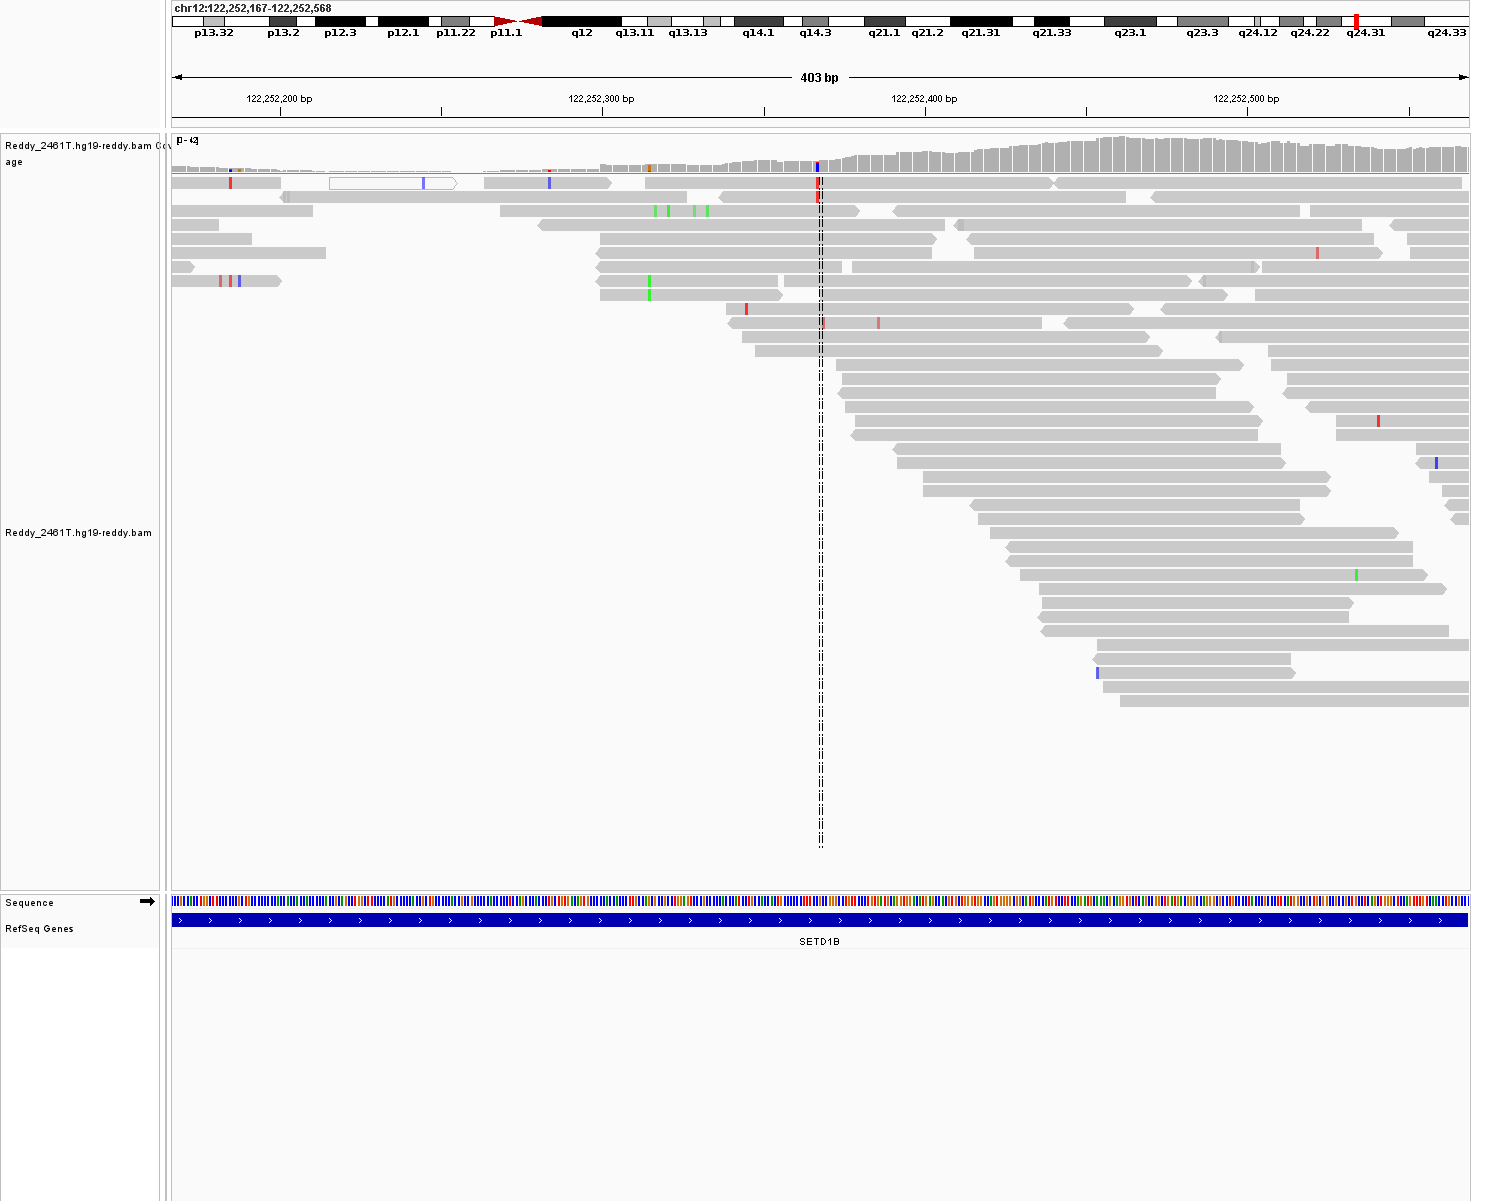 chr12:122,252,167-122,252,568
p13.32 p13.2 p12.3 p12.1 p11.22 p11.1 q12 q13.11 q13.13 q14.1 q14.3 q21.1 q21.2 q21.31 q21.33 q23.1 q23.3 q24.12 q24.22 q24.31 q24.33
403 bp
122,252,200 bp 122,252,300 bp 122,252,400 bp 122,252,500 bp
Reddy_2461T.hg19-reddy.bam Cov
age
[0 - 42]
Reddy_2461T.hg19-reddy.bam
Sequence
RefSeq Genes
SETD1B